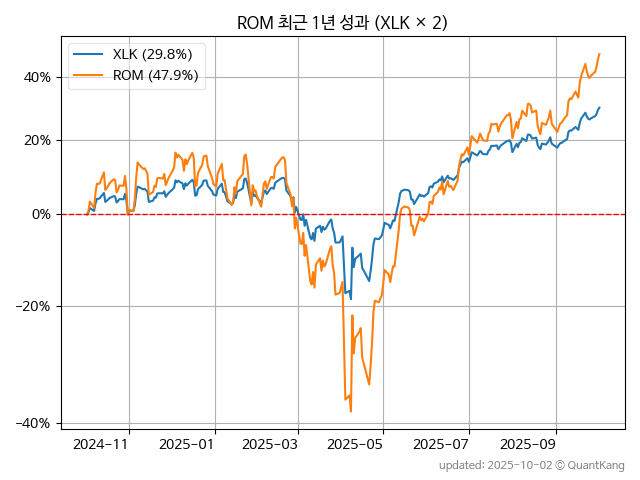 ROM 최근 1년 성과 (XLK × 2)
XLK (29.8%)
ROM (47.9%)
40%
20%
0%
−20%
−40%
2024-11
2025-01
2025-03
2025-05
2025-07
2025-09
updated: 2025-10-02 © QuantKang